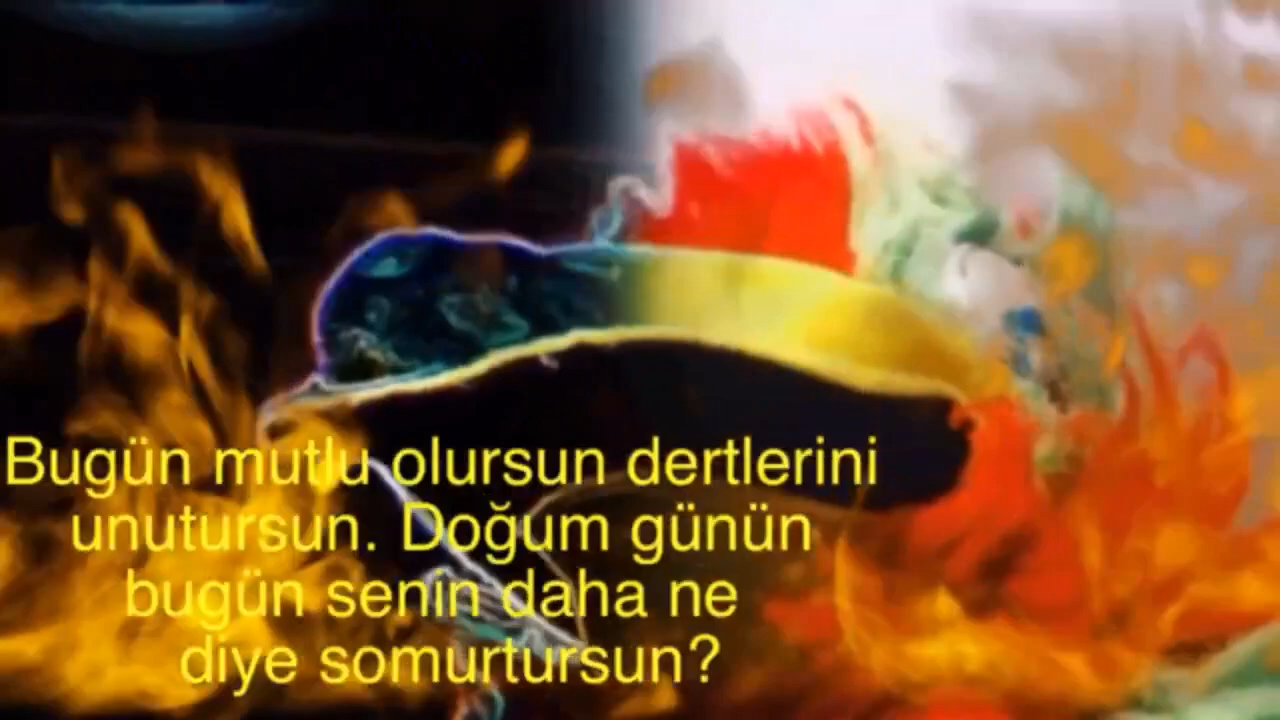 Bugün mutlu olursun dertlerini
unutursun. Doğum günün
bugün senin daha ne
diye somurtursun?